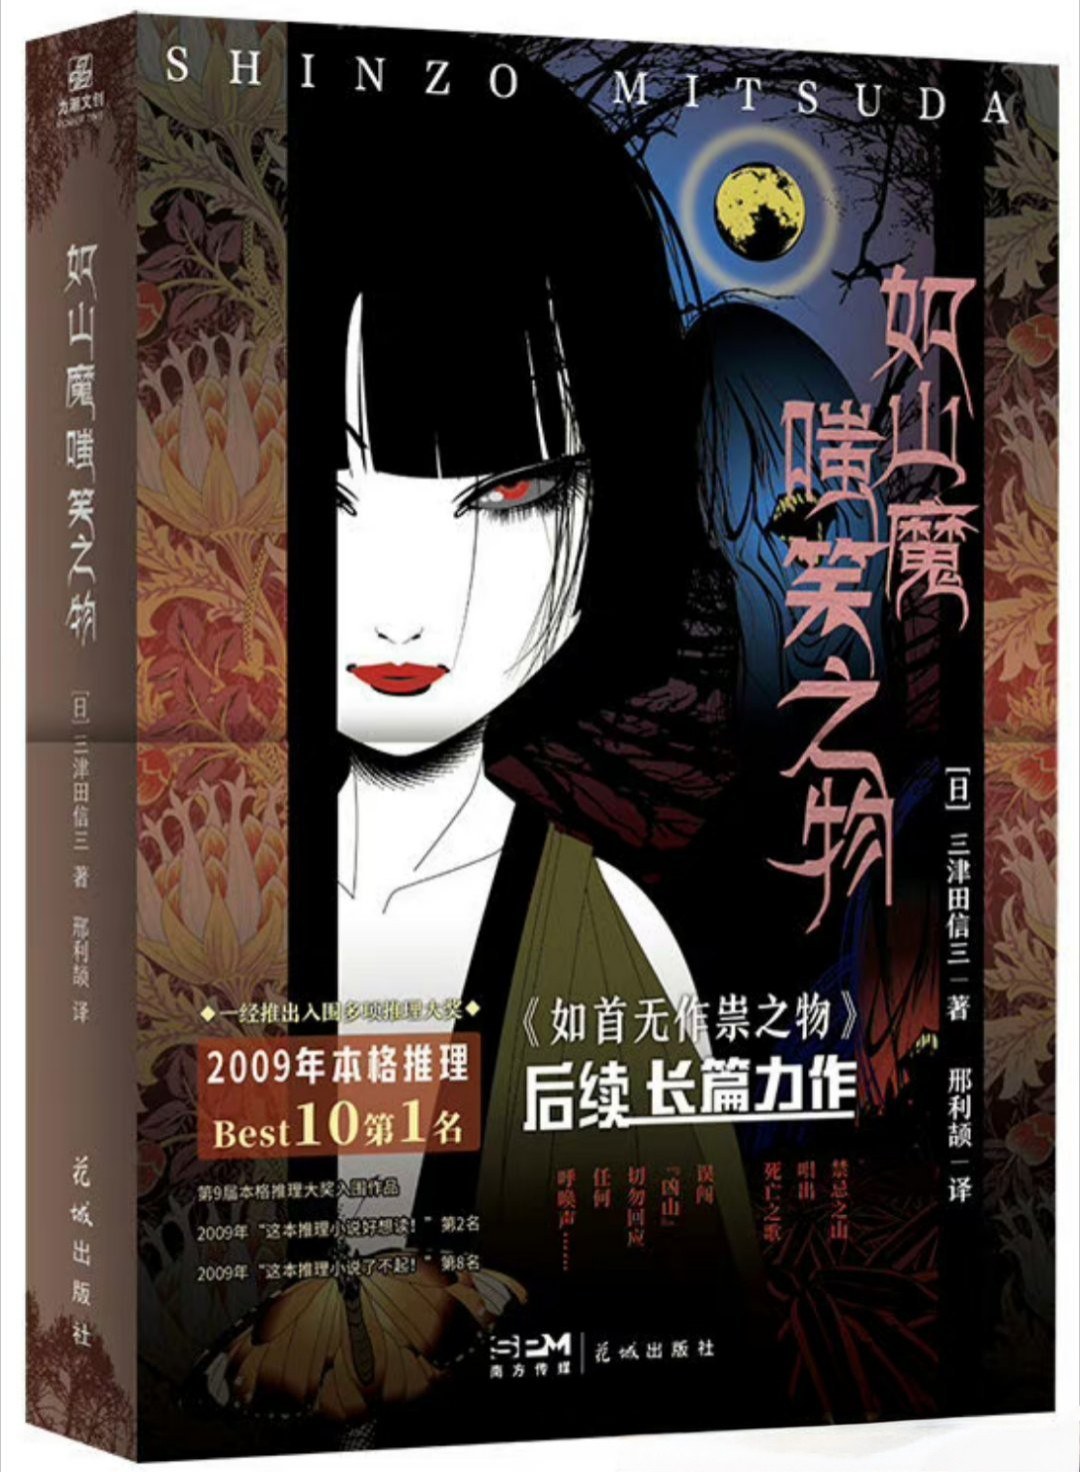 SHINZO MITSUDA
如山魔
嗤笑之物
[日] 三津田信三 著
邢利颉 译
◆一经推出入围多项推理大奖◆
2009年本格推理
Best10第1名
第9届本格推理大奖入围作品
2009年“这本推理小说好想读！”第2名
2009年“这本推理小说了不起！”第8名
《如首无作祟之物》
后续长篇力作
禁忌之山
唱出
死亡之歌
误闯
『凶山』
切勿回应
任何
呼唤声……
SPM
南方传媒
花城出版社
为潮文创
如山魔嗤笑之物
[日]三津田信三 著
邢利颉 译
花城出版社